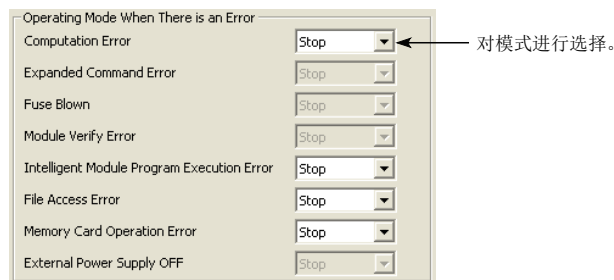 Operating Mode When There is an Error
Computation Error Stop 对模式进行选择。
Expanded Command Error Stop
Fuse Blown Stop
Module Verify Error Stop
Intelligent Module Program Execution Error Stop
File Access Error Stop
Memory Card Operation Error Stop
External Power Supply OFF Stop